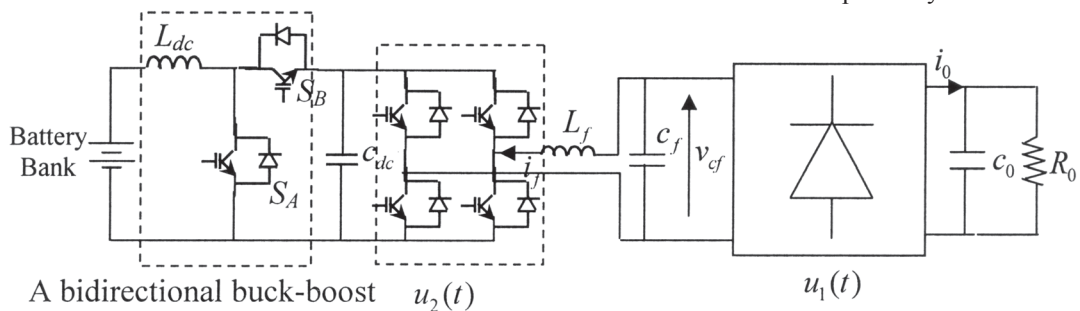 L_dc
S_B
i_0
Battery
Bank
L_f
c_dc
c_f
v_cf
c_0
R_0
i_f
S_A
A bidirectional buck-boost
u_2(t)
u_1(t)